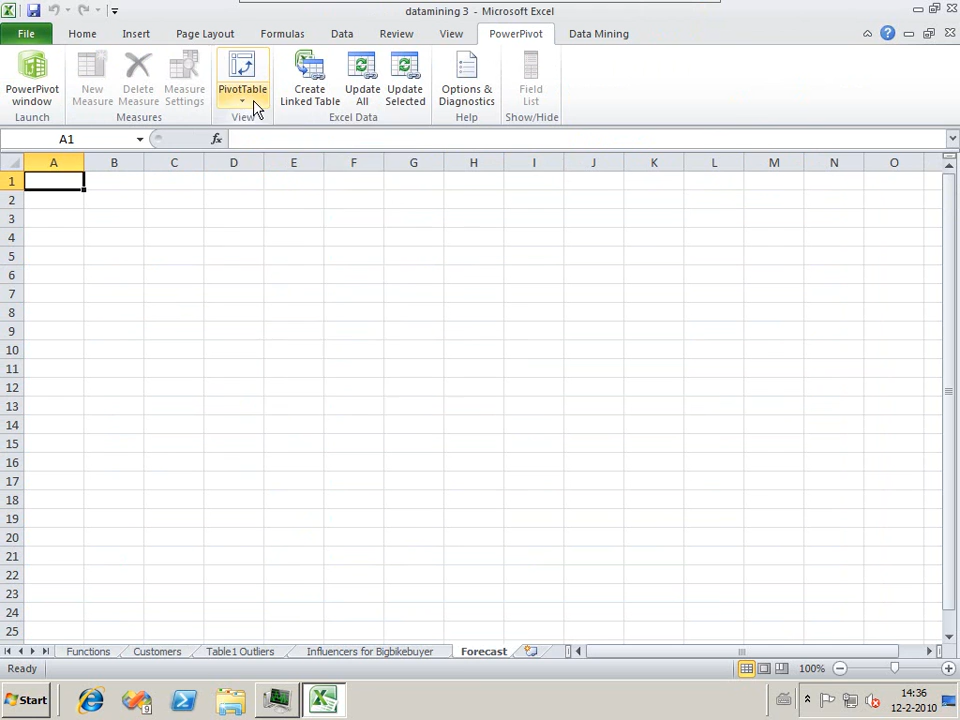 datamining 3 - Microsoft Excel
File Home Insert Page Layout Formulas Data Review View PowerPivot Data Mining
PowerPivot window
New Measure
Delete Measure
Measure Settings
PivotTable
Create Linked Table
Update All
Update Selected
Options & Diagnostics
Field List
Launch Measures View Excel Data Help Show/Hide
A1 fx
A B C D E F G H I J K L M N O
1
2
3
4
5
6
7
8
9
10
11
12
13
14
15
16
17
18
19
20
21
22
23
24
25
Functions Customers Table1 Outliers Influencers for Bigbikebuyer Forecast
Ready 100%
Start 14:36
12-2-2010